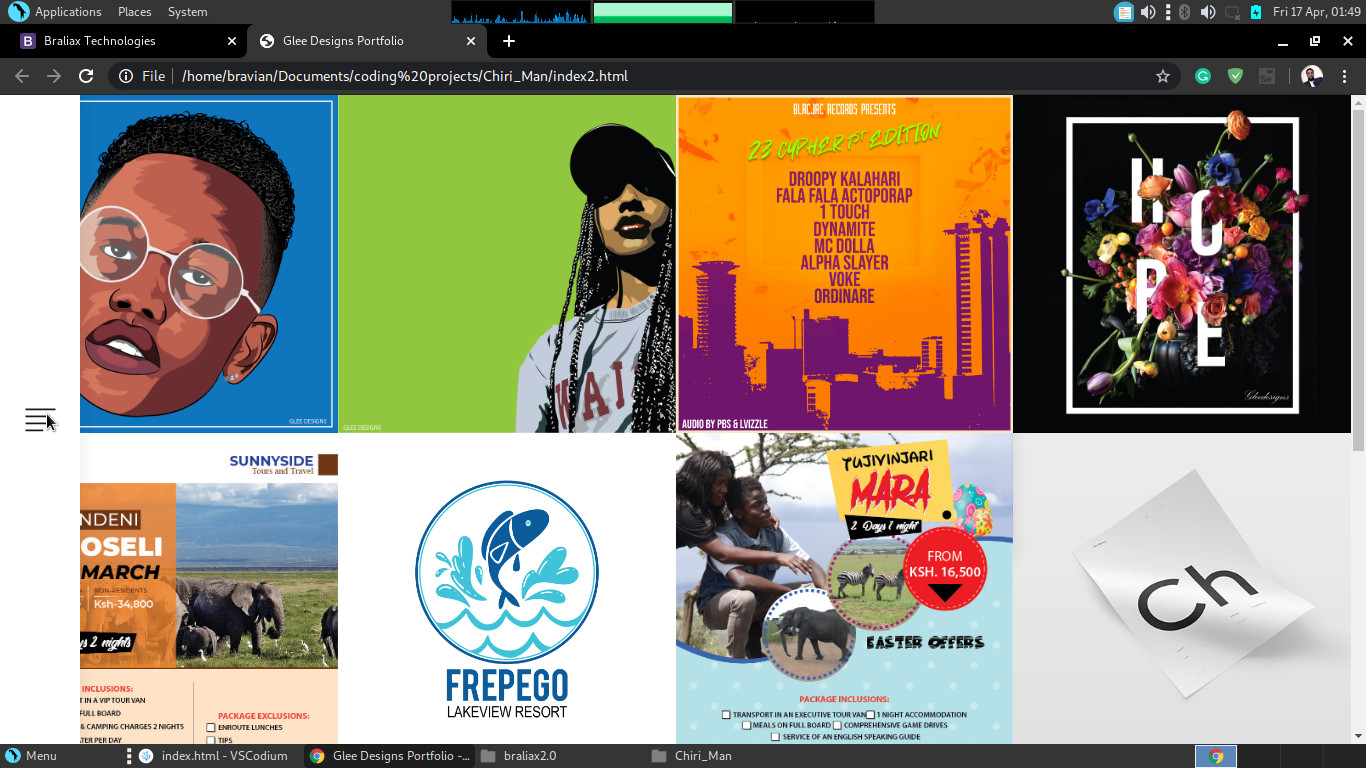 Applications Places System
Fri 17 Apr, 01:49
Braliax Technologies
Glee Designs Portfolio
File
/home/bravian/Documents/coding%20projects/Chiri_Man/index2.html
GLEE DESIGNS
GLEE DESIGNS
BLACJAC RECORDS PRESENTS
23 CYPHER 1ST EDITION
DROOPY KALAHARI
FALA FALA ACTOPORAP
1 TOUCH
DYNAMITE
MC DOLLA
ALPHA SLAYER
VOKE
ORDINARE
AUDIO BY PBS & LVIZZLE
H
O
P
E
Gleedesigns
SUNNYSIDE
Tours and Travel
NDENI
OSELI
MARCH
NON-RESIDENTS
Ksh-34,800
s 2 nights
INCLUSIONS:
T IN A VIP TOUR VAN
FULL BOARD
& CAMPING CHARGES 2 NIGHTS
TER PER DAY
PACKAGE EXCLUSIONS:
ENROUTE LUNCHES
TIPS
FREPEGO
LAKEVIEW RESORT
TUJIVINJARI
MARA
2 Days 1 night
FROM
KSH. 16,500
EASTER OFFERS
PACKAGE INCLUSIONS:
TRANSPORT IN AN EXECUTIVE TOUR VAN 1 NIGHT ACCOMMODATION
MEALS ON FULL BOARD COMPREHENSIVE GAME DRIVES
SERVICE OF AN ENGLISH SPEAKING GUIDE
Ch
Menu
index.html - VSCodium
Glee Designs Portfolio -...
braliax2.0
Chiri_Man